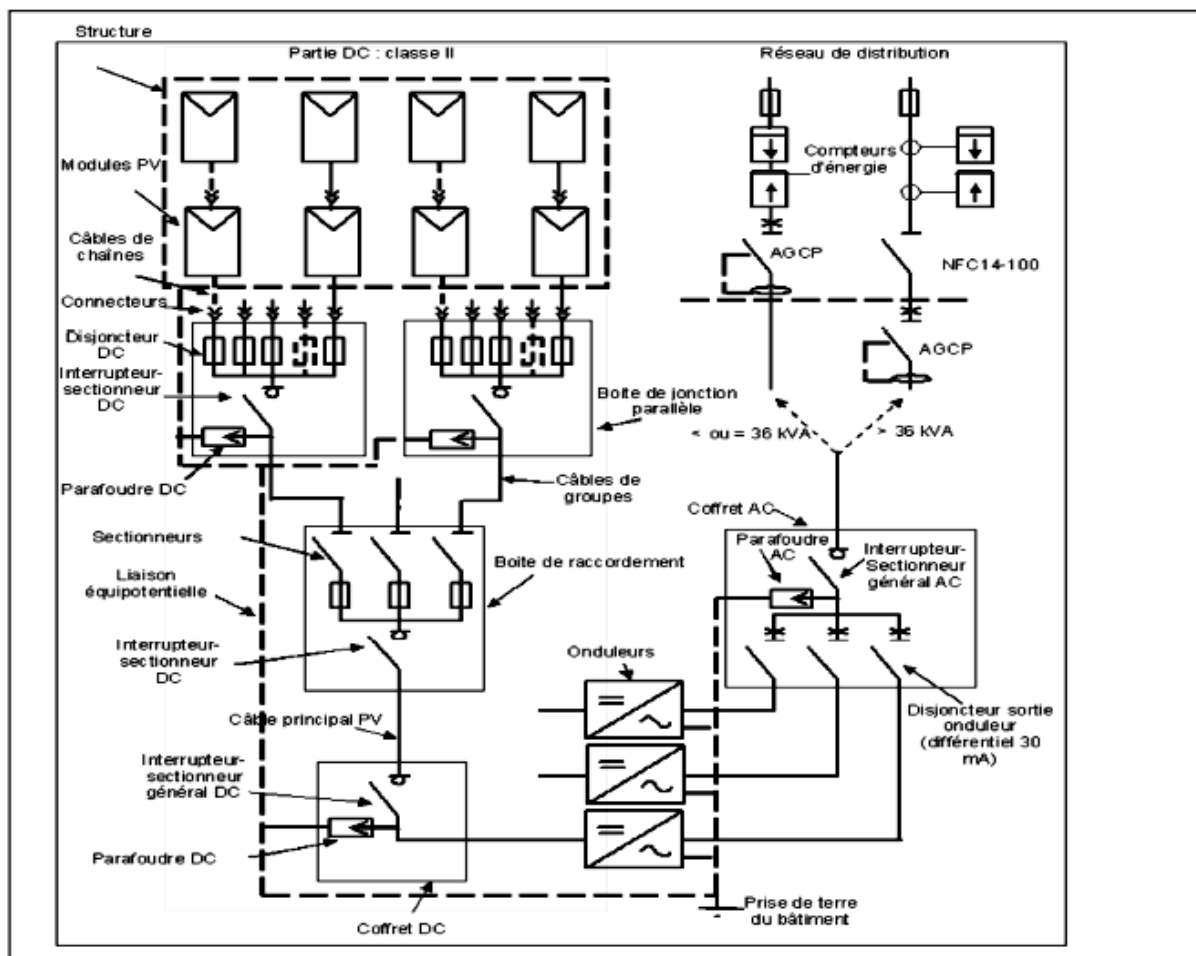 Structure
Partie DC : classe II
Réseau de distribution
Modules PV
Compteurs
d'énergie
Câbles de
chaînes
AGCP
NFC14-100
Connecteurs
Disjoncteur
DC
AGCP
Interrupteur-
sectionneur
DC
Boite de jonction
parallèle
< ou = 36 kVA
> 36 kVA
Parafoudre DC
Câbles de
groupes
Coffret AC
Sectionneurs
Parafoudre
AC
Interrupteur-
Sectionneur
général AC
Boite de raccordement
Liaison
équipotentielle
Interrupteur-
sectionneur
DC
Onduleurs
Disjoncteur sortie
onduleur
(différentiel 30
mA)
Câble principal PV
Interrupteur-
sectionneur
général DC
Parafoudre DC
Prise de terre
du bâtiment
Coffret DC